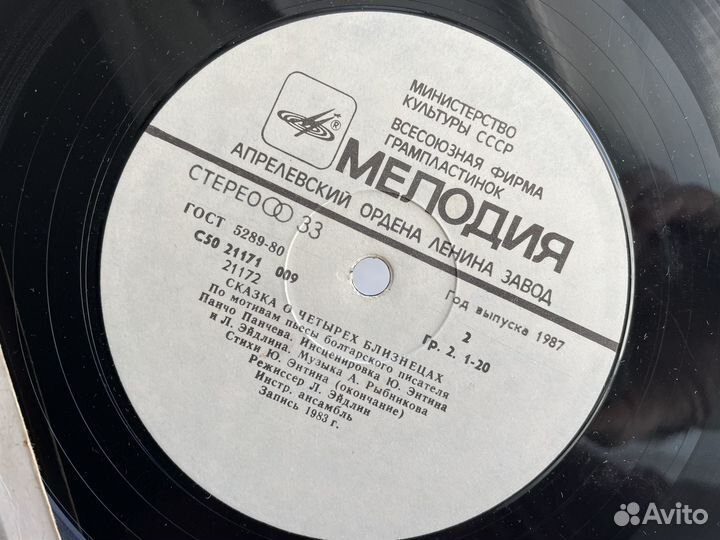 МИНИСТЕРСТВО
КУЛЬТУРЫ СССР
ВСЕСОЮЗНАЯ ФИРМА
ГРАМПЛАСТИНОК
®
МЕЛОДИЯ
АПРЕЛЕВСКИЙ ОРДЕНА ЛЕНИНА ЗАВОД
СТЕРЕО 33
ГОСТ 5289-80
Год выпуска 1987
С50 21171 009
21172
2
Гр. 2. 1-20
СКАЗКА О ЧЕТЫРЕХ БЛИЗНЕЦАХ
По мотивам пьесы болгарского писателя
Панчо Панчева. Инсценировка Ю. Энтина
и Л. Эйдлина. Музыка А. Рыбникова
Стихи Ю. Энтина (окончание)
Режиссер Л. Эйдлин
Инстр. ансамбль
Запись 1983 г.
Avito